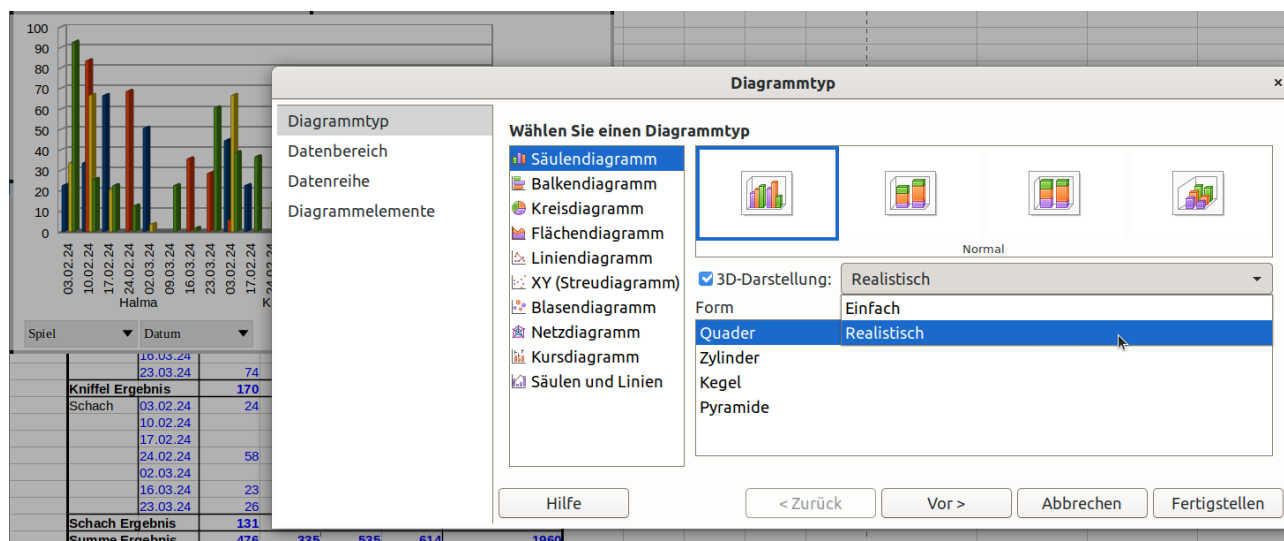 100
90
80
70
60
50
40
30
20
10
0
03.02.24
10.02.24
17.02.24
24.02.24
02.03.24
09.03.24
16.03.24
23.03.24
03.02.24
17.02.24
Halma
K
Spiel
Datum
16.03.24
23.03.24 74
Kniffel Ergebnis 170
Schach 03.02.24 24
10.02.24
17.02.24
24.02.24 58
02.03.24
16.03.24 23
23.03.24 26
Schach Ergebnis 131
Summe Ergebnis 476 335 535 614 1960
Diagrammtyp ×
Diagrammtyp
Datenbereich
Datenreihe
Diagrammelemente
Wählen Sie einen Diagrammtyp
Säulendiagramm
Balkendiagramm
Kreisdiagramm
Flächendiagramm
Liniendiagramm
XY (Streudiagramm)
Blasendiagramm
Netzdiagramm
Kursdiagramm
Säulen und Linien
Normal
3D-Darstellung: Realistisch
Einfach
Realistisch
Form
Quader
Zylinder
Kegel
Pyramide
Hilfe
< Zurück
Vor >
Abbrechen
Fertigstellen